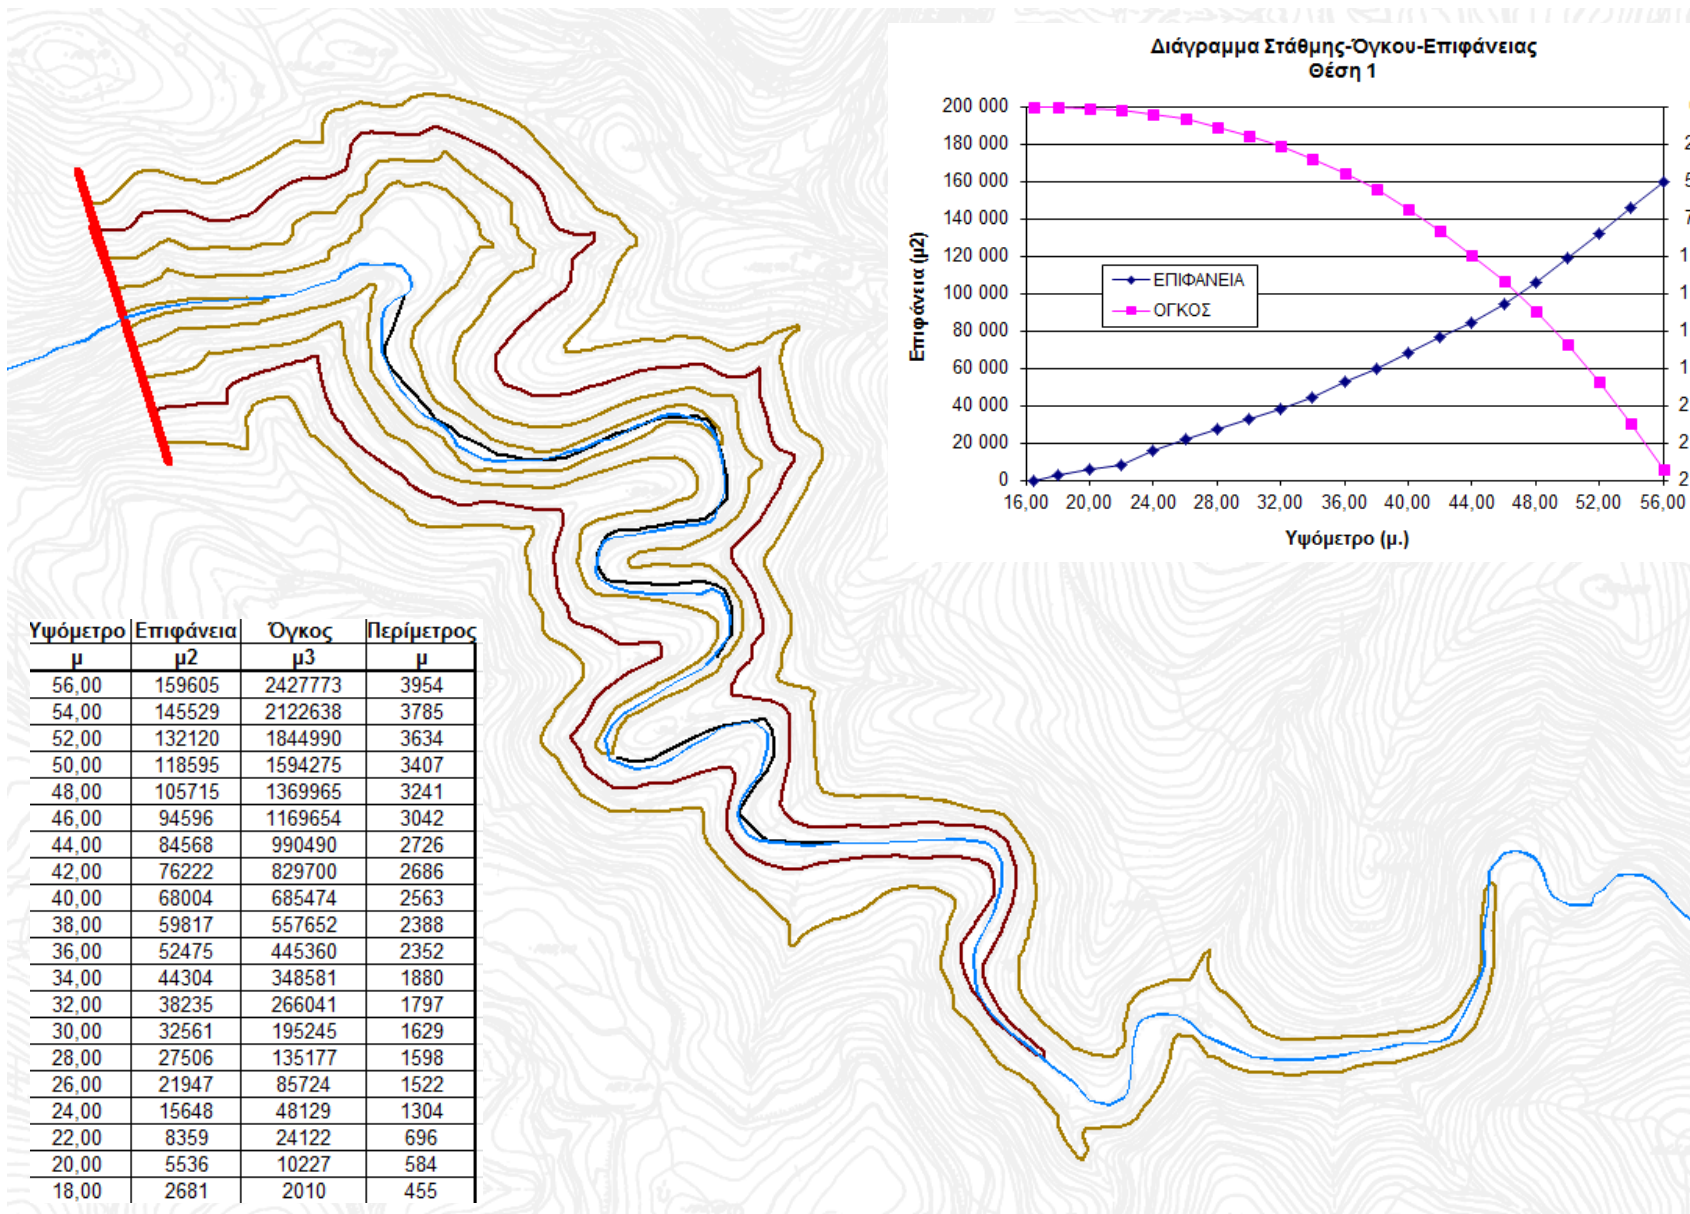 Διάγραμμα Στάθμης-Όγκου-Επιφάνειας
Θέση 1
200 000
180 000
160 000
140 000
120 000
100 000
80 000
60 000
40 000
20 000
0
Επιφάνεια (μ2)
ΕΠΙΦΑΝΕΙΑ
ΟΓΚΟΣ
16,00 20,00 24,00 28,00 32,00 36,00 40,00 44,00 48,00 52,00 56,00
Υψόμετρο (μ.)
Υψόμετρο Επιφάνεια Όγκος Περίμετρος
μ μ2 μ3 μ
56,00 159605 2427773 3954
54,00 145529 2122638 3785
52,00 132120 1844990 3634
50,00 118595 1594275 3407
48,00 105715 1369965 3241
46,00 94596 1169654 3042
44,00 84568 990490 2726
42,00 76222 829700 2686
40,00 68004 685474 2563
38,00 59817 557652 2388
36,00 52475 445360 2352
34,00 44304 348581 1880
32,00 38235 266041 1797
30,00 32561 195245 1629
28,00 27506 135177 1598
26,00 21947 85724 1522
24,00 15648 48129 1304
22,00 8359 24122 696
20,00 5536 10227 584
18,00 2681 2010 455